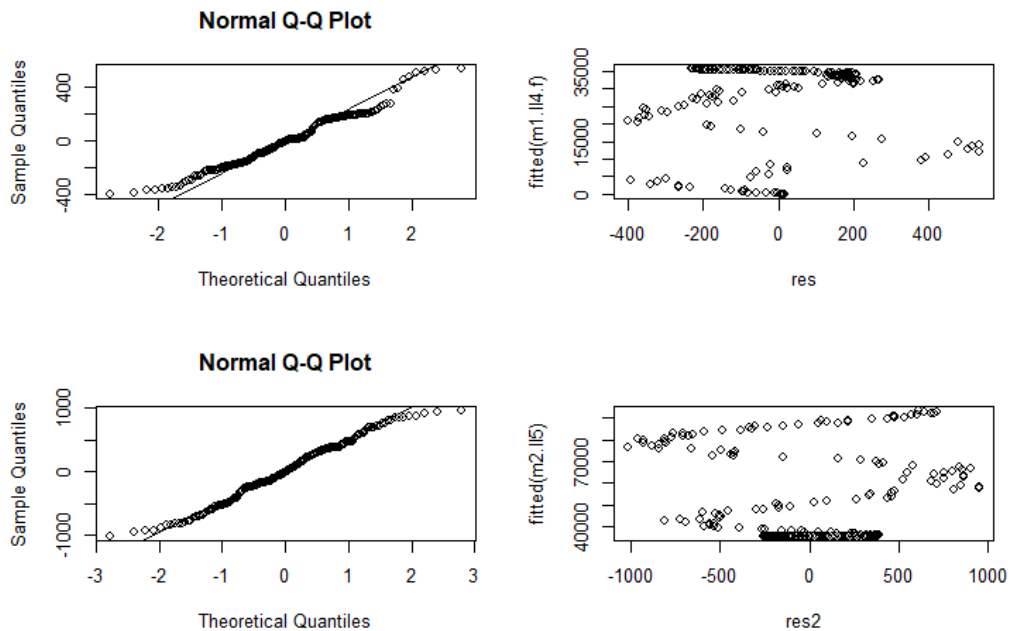 Normal Q-Q Plot
Sample Quantiles
-400 0 400
-2 -1 0 1 2
Theoretical Quantiles
fitted(m1.ll4.f)
0 15000 35000
-400 -200 0 200 400
res
Normal Q-Q Plot
Sample Quantiles
-1000 0 1000
-3 -2 -1 0 1 2 3
Theoretical Quantiles
fitted(m2.ll5)
40000 70000
-1000 -500 0 500 1000
res2